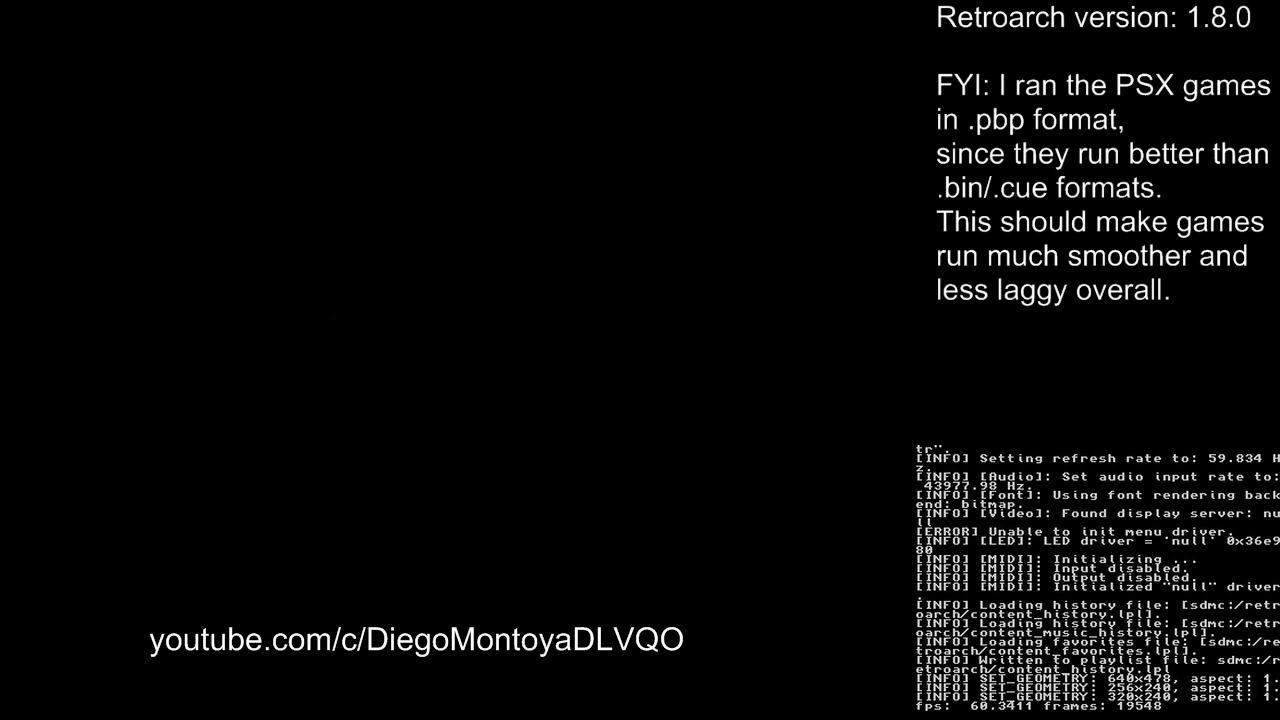 Retroarch version: 1.8.0
FYI: I ran the PSX games
in .pbp format,
since they run better than
.bin/.cue formats.
This should make games
run much smoother and
less laggy overall.
tr".
[INFO] Setting refresh rate to: 59.834 H
z.
[INFO] [Audio]: Set audio input rate to:
43977.98 Hz.
[INFO] [Font]: Using font rendering back
end: bitmap.
[INFO] [Video]: Found display server: nu
ll
[ERROR] Unable to init menu driver.
[INFO] [LED]: LED driver = 'null' 0x36e9
80
[INFO] [MIDI]: Initializing ...
[INFO] [MIDI]: Input disabled.
[INFO] [MIDI]: Output disabled.
[INFO] [MIDI]: Initialized "null" driver
.
[INFO] Loading history file: [sdmc:/retr
oarch/content_history.lpl].
[INFO] Loading history file: [sdmc:/retr
oarch/content_music_history.lpl].
[INFO] Loading favorites file: [sdmc:/re
troarch/content_favorites.lpl].
[INFO] Written to playlist file: sdmc:/r
etroarch/content_history.lpl
[INFO] SET_GEOMETRY: 640x478, aspect: 1.
[INFO] SET_GEOMETRY: 256x240, aspect: 1.
[INFO] SET_GEOMETRY: 320x240, aspect: 1.
fps: 60.3411 frames: 19548
youtube.com/c/DiegoMontoyaDLVQO